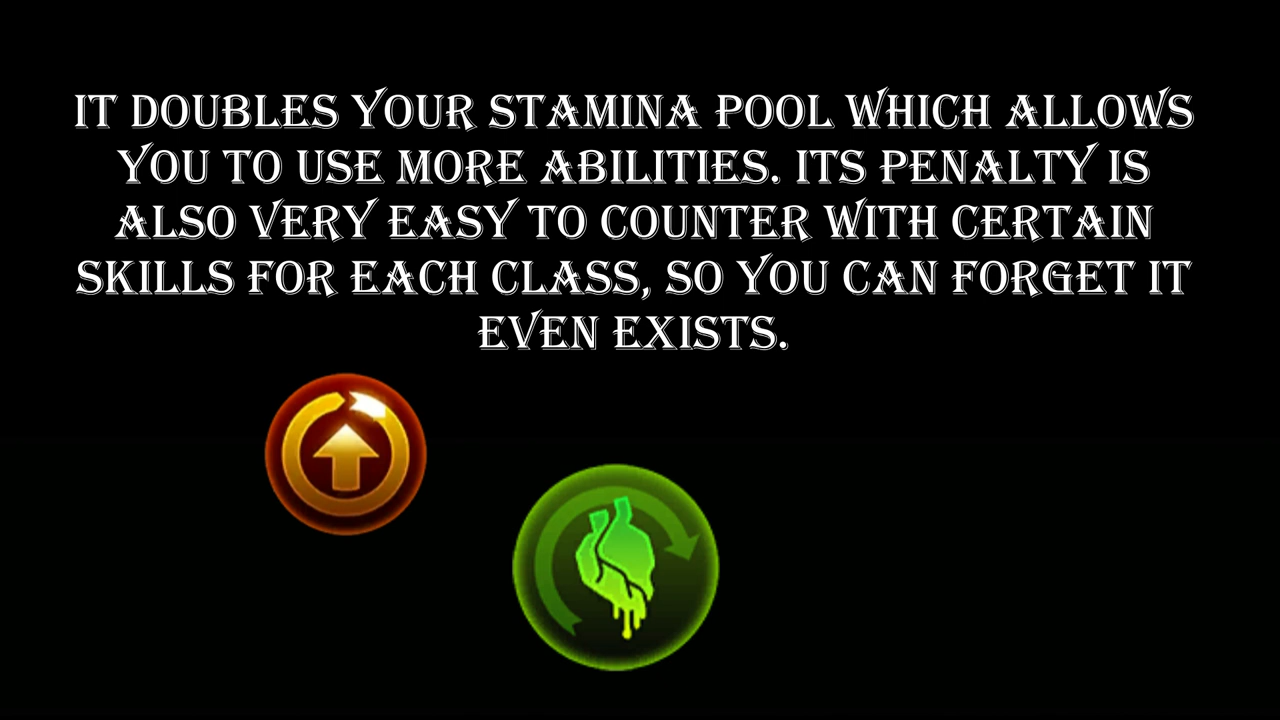 IT DOUBLES YOUR STAMINA POOL WHICH ALLOWS
YOU TO USE MORE ABILITIES. ITS PENALTY IS
ALSO VERY EASY TO COUNTER WITH CERTAIN
SKILLS FOR EACH CLASS, SO YOU CAN FORGET IT
EVEN EXISTS.